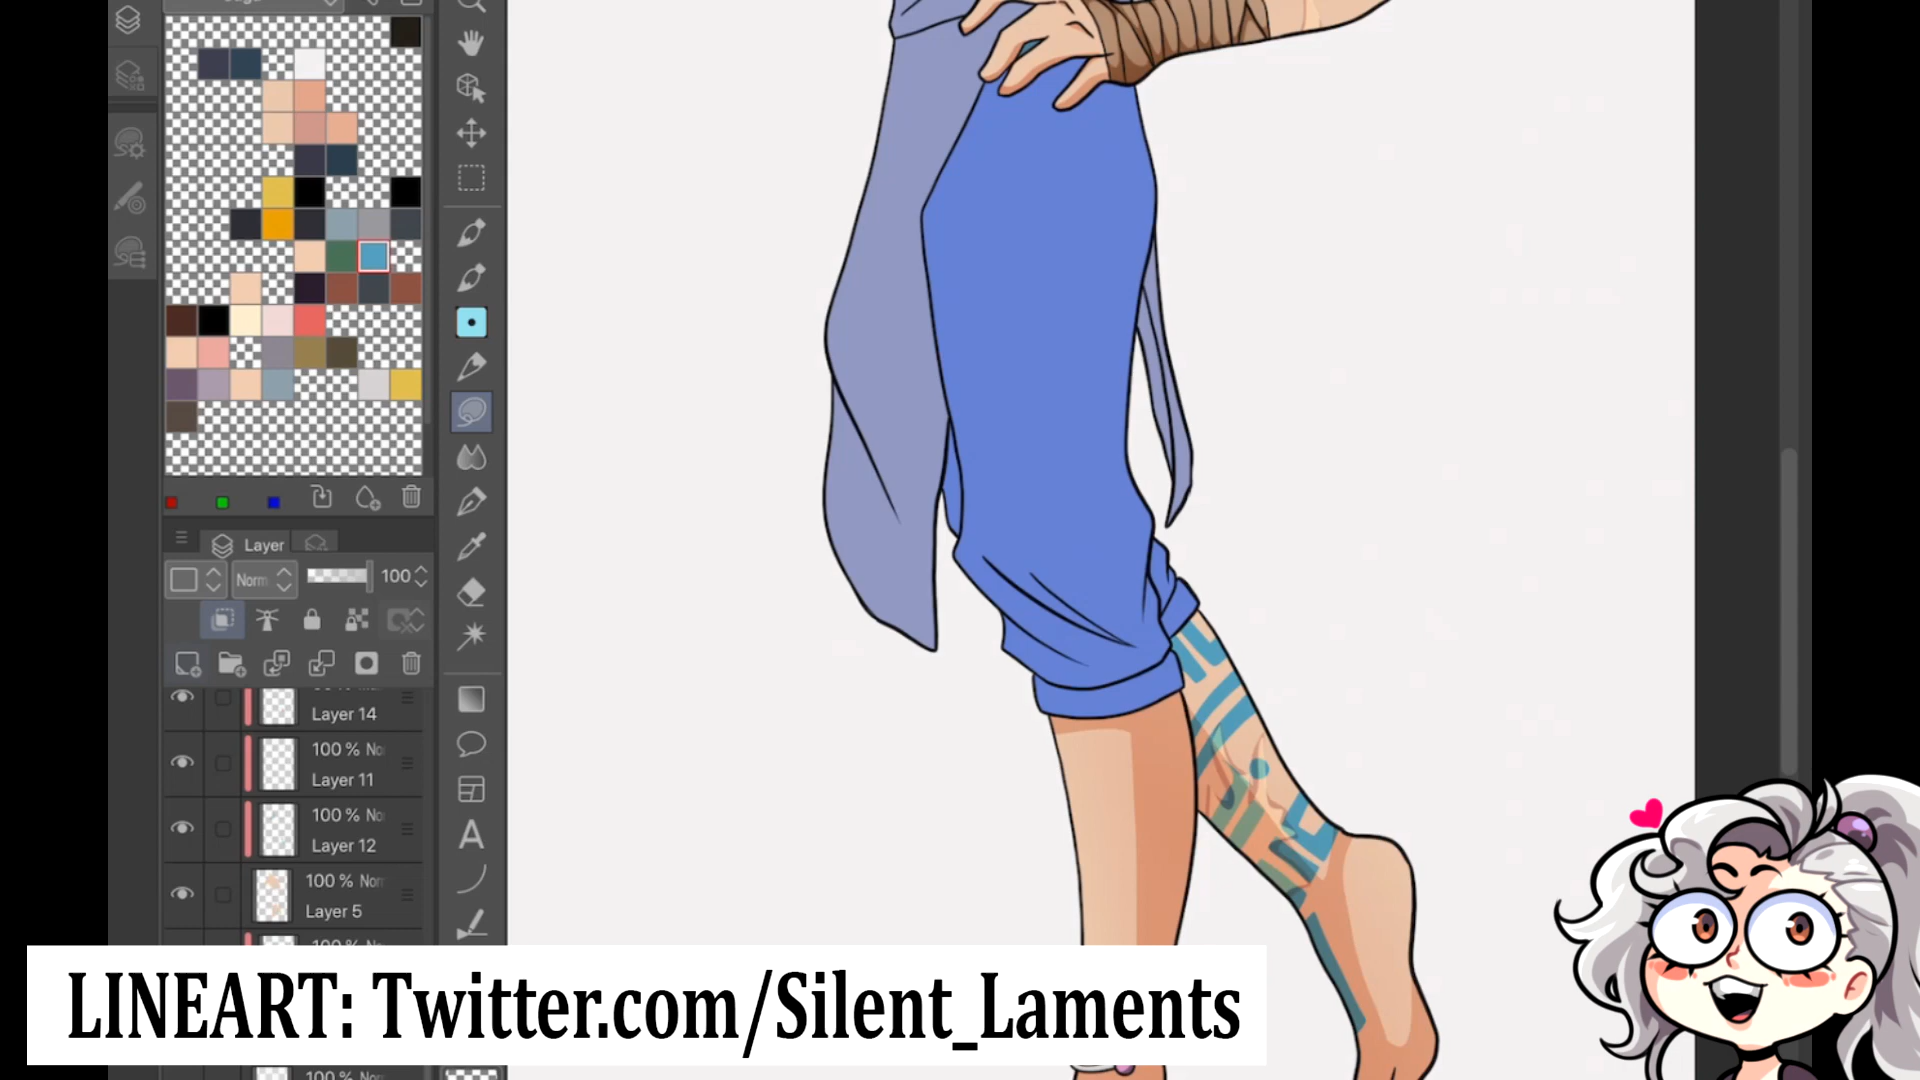 Layer
Norm
100
Layer 14
100 % No
Layer 11
100 % No
Layer 12
100 % Nor
Layer 5
LINEART: Twitter.com/Silent_Laments